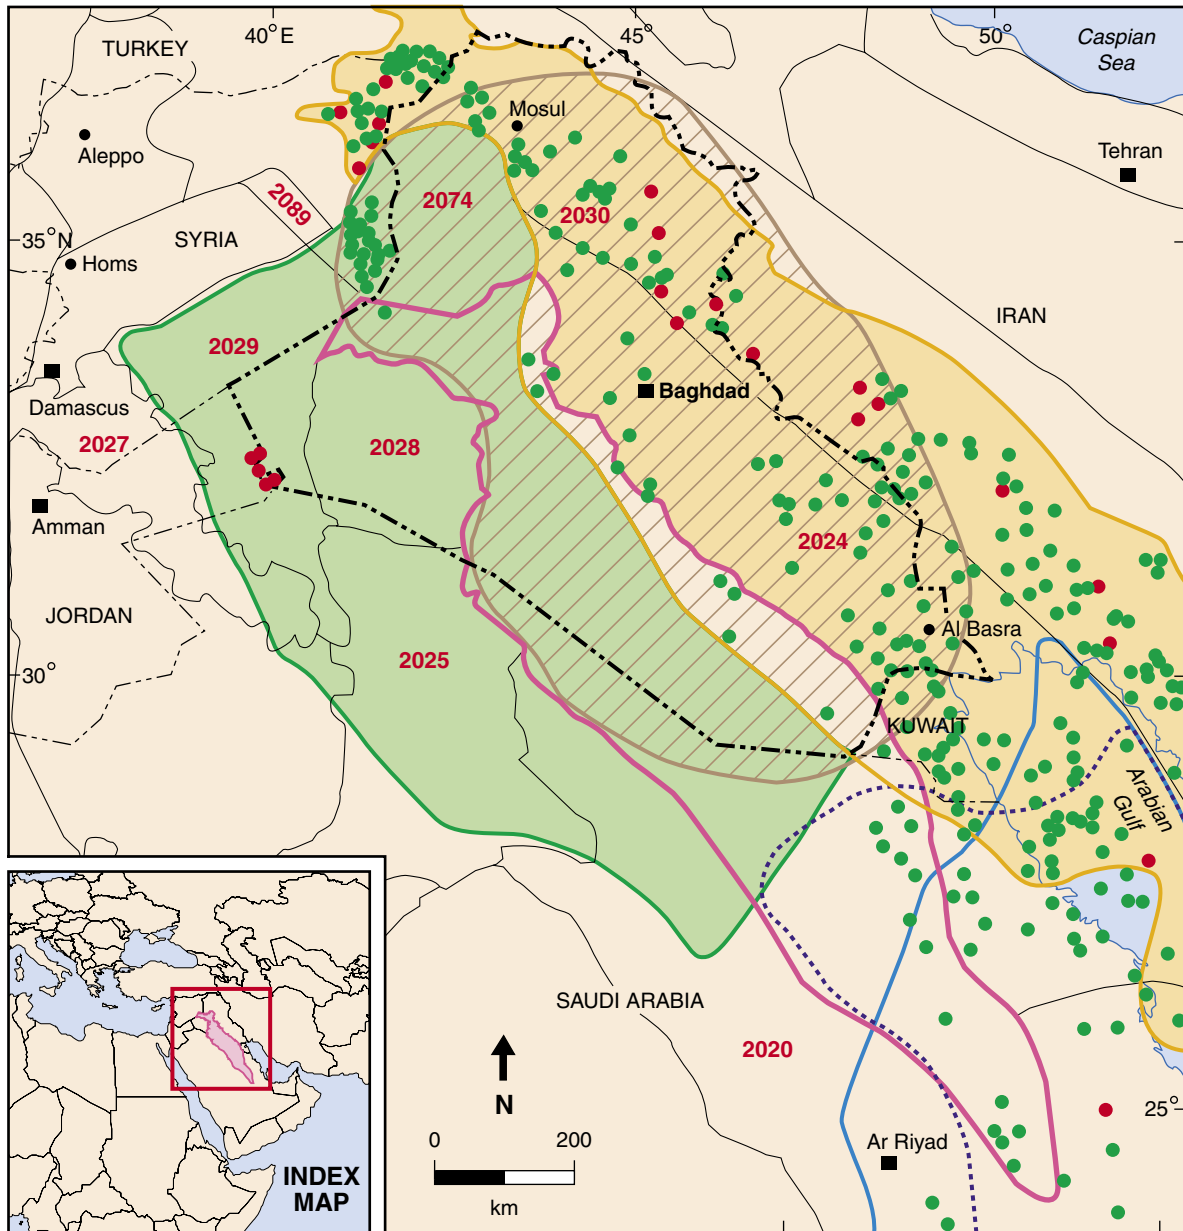 40°E
45°
50°
TURKEY
Caspian
Sea
Mosul
Aleppo
Tehran
2089
2074
2030
35°N
SYRIA
Homs
IRAN
2029
Baghdad
Damascus
2027
2028
Amman
2024
JORDAN
Al Basra
2025
30°
KUWAIT
Arabian
Gulf
SAUDI ARABIA
2020
N
25°
0
200
km
Ar Riyad
INDEX
MAP